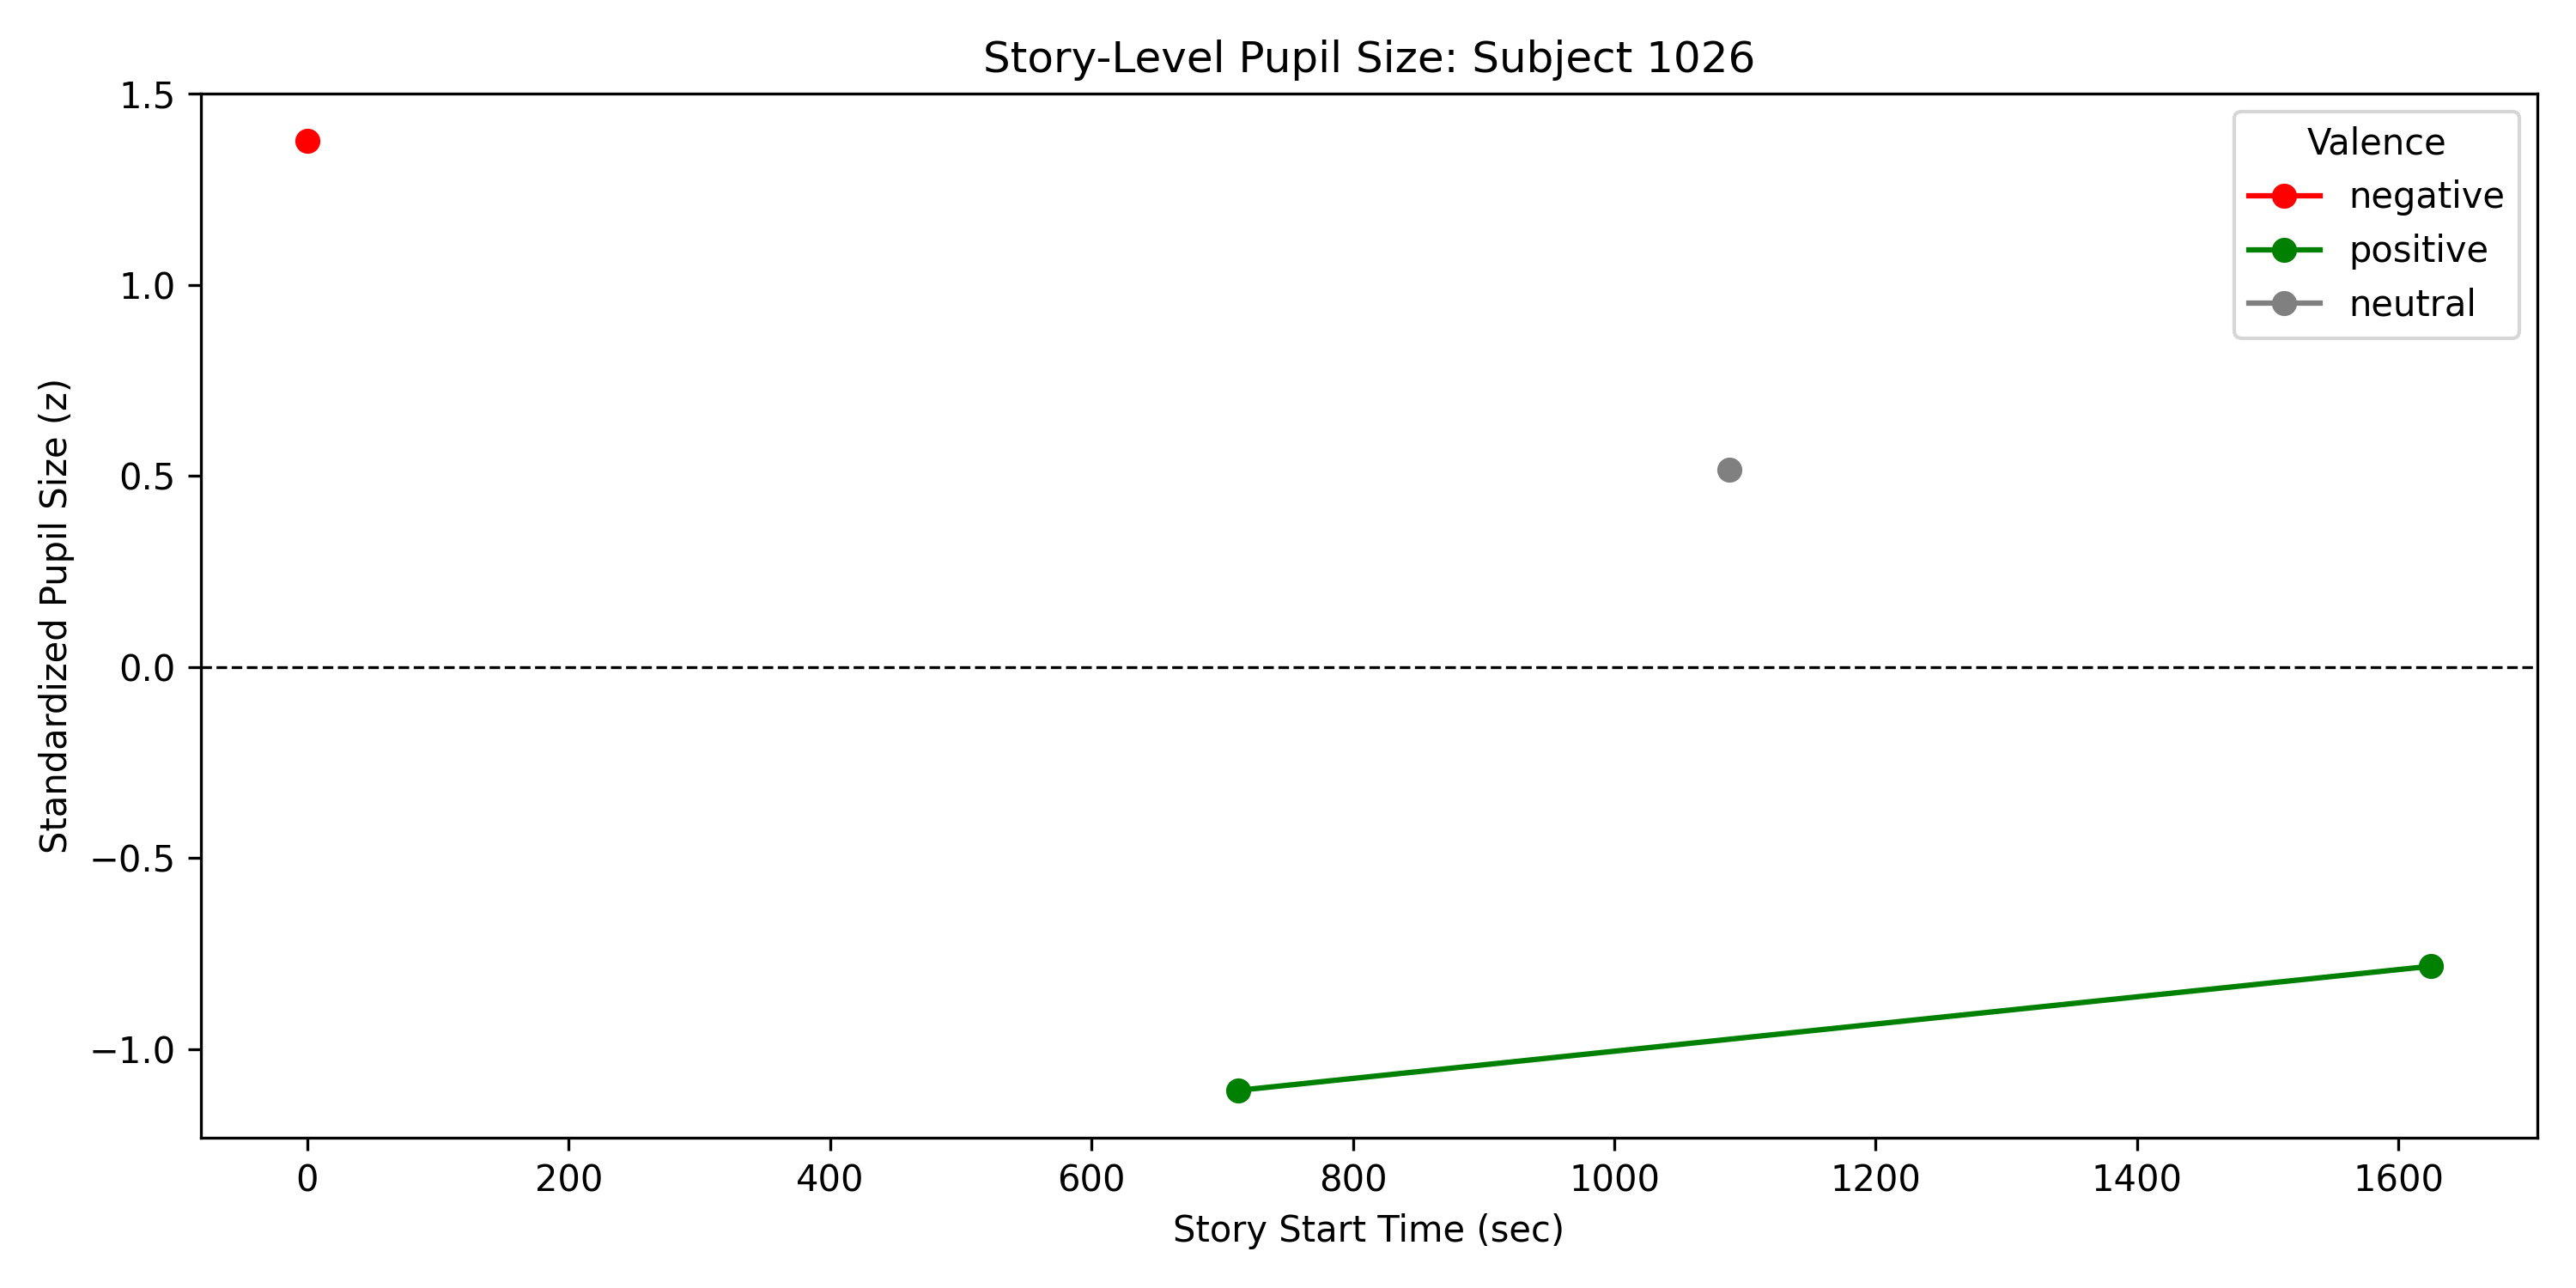 Story-Level Pupil Size: Subject 1026
1.5
1.0
0.5
0.0
−0.5
−1.0
Standardized Pupil Size (z)
Valence
negative
positive
neutral
0 200 400 600 800 1000 1200 1400 1600
Story Start Time (sec)